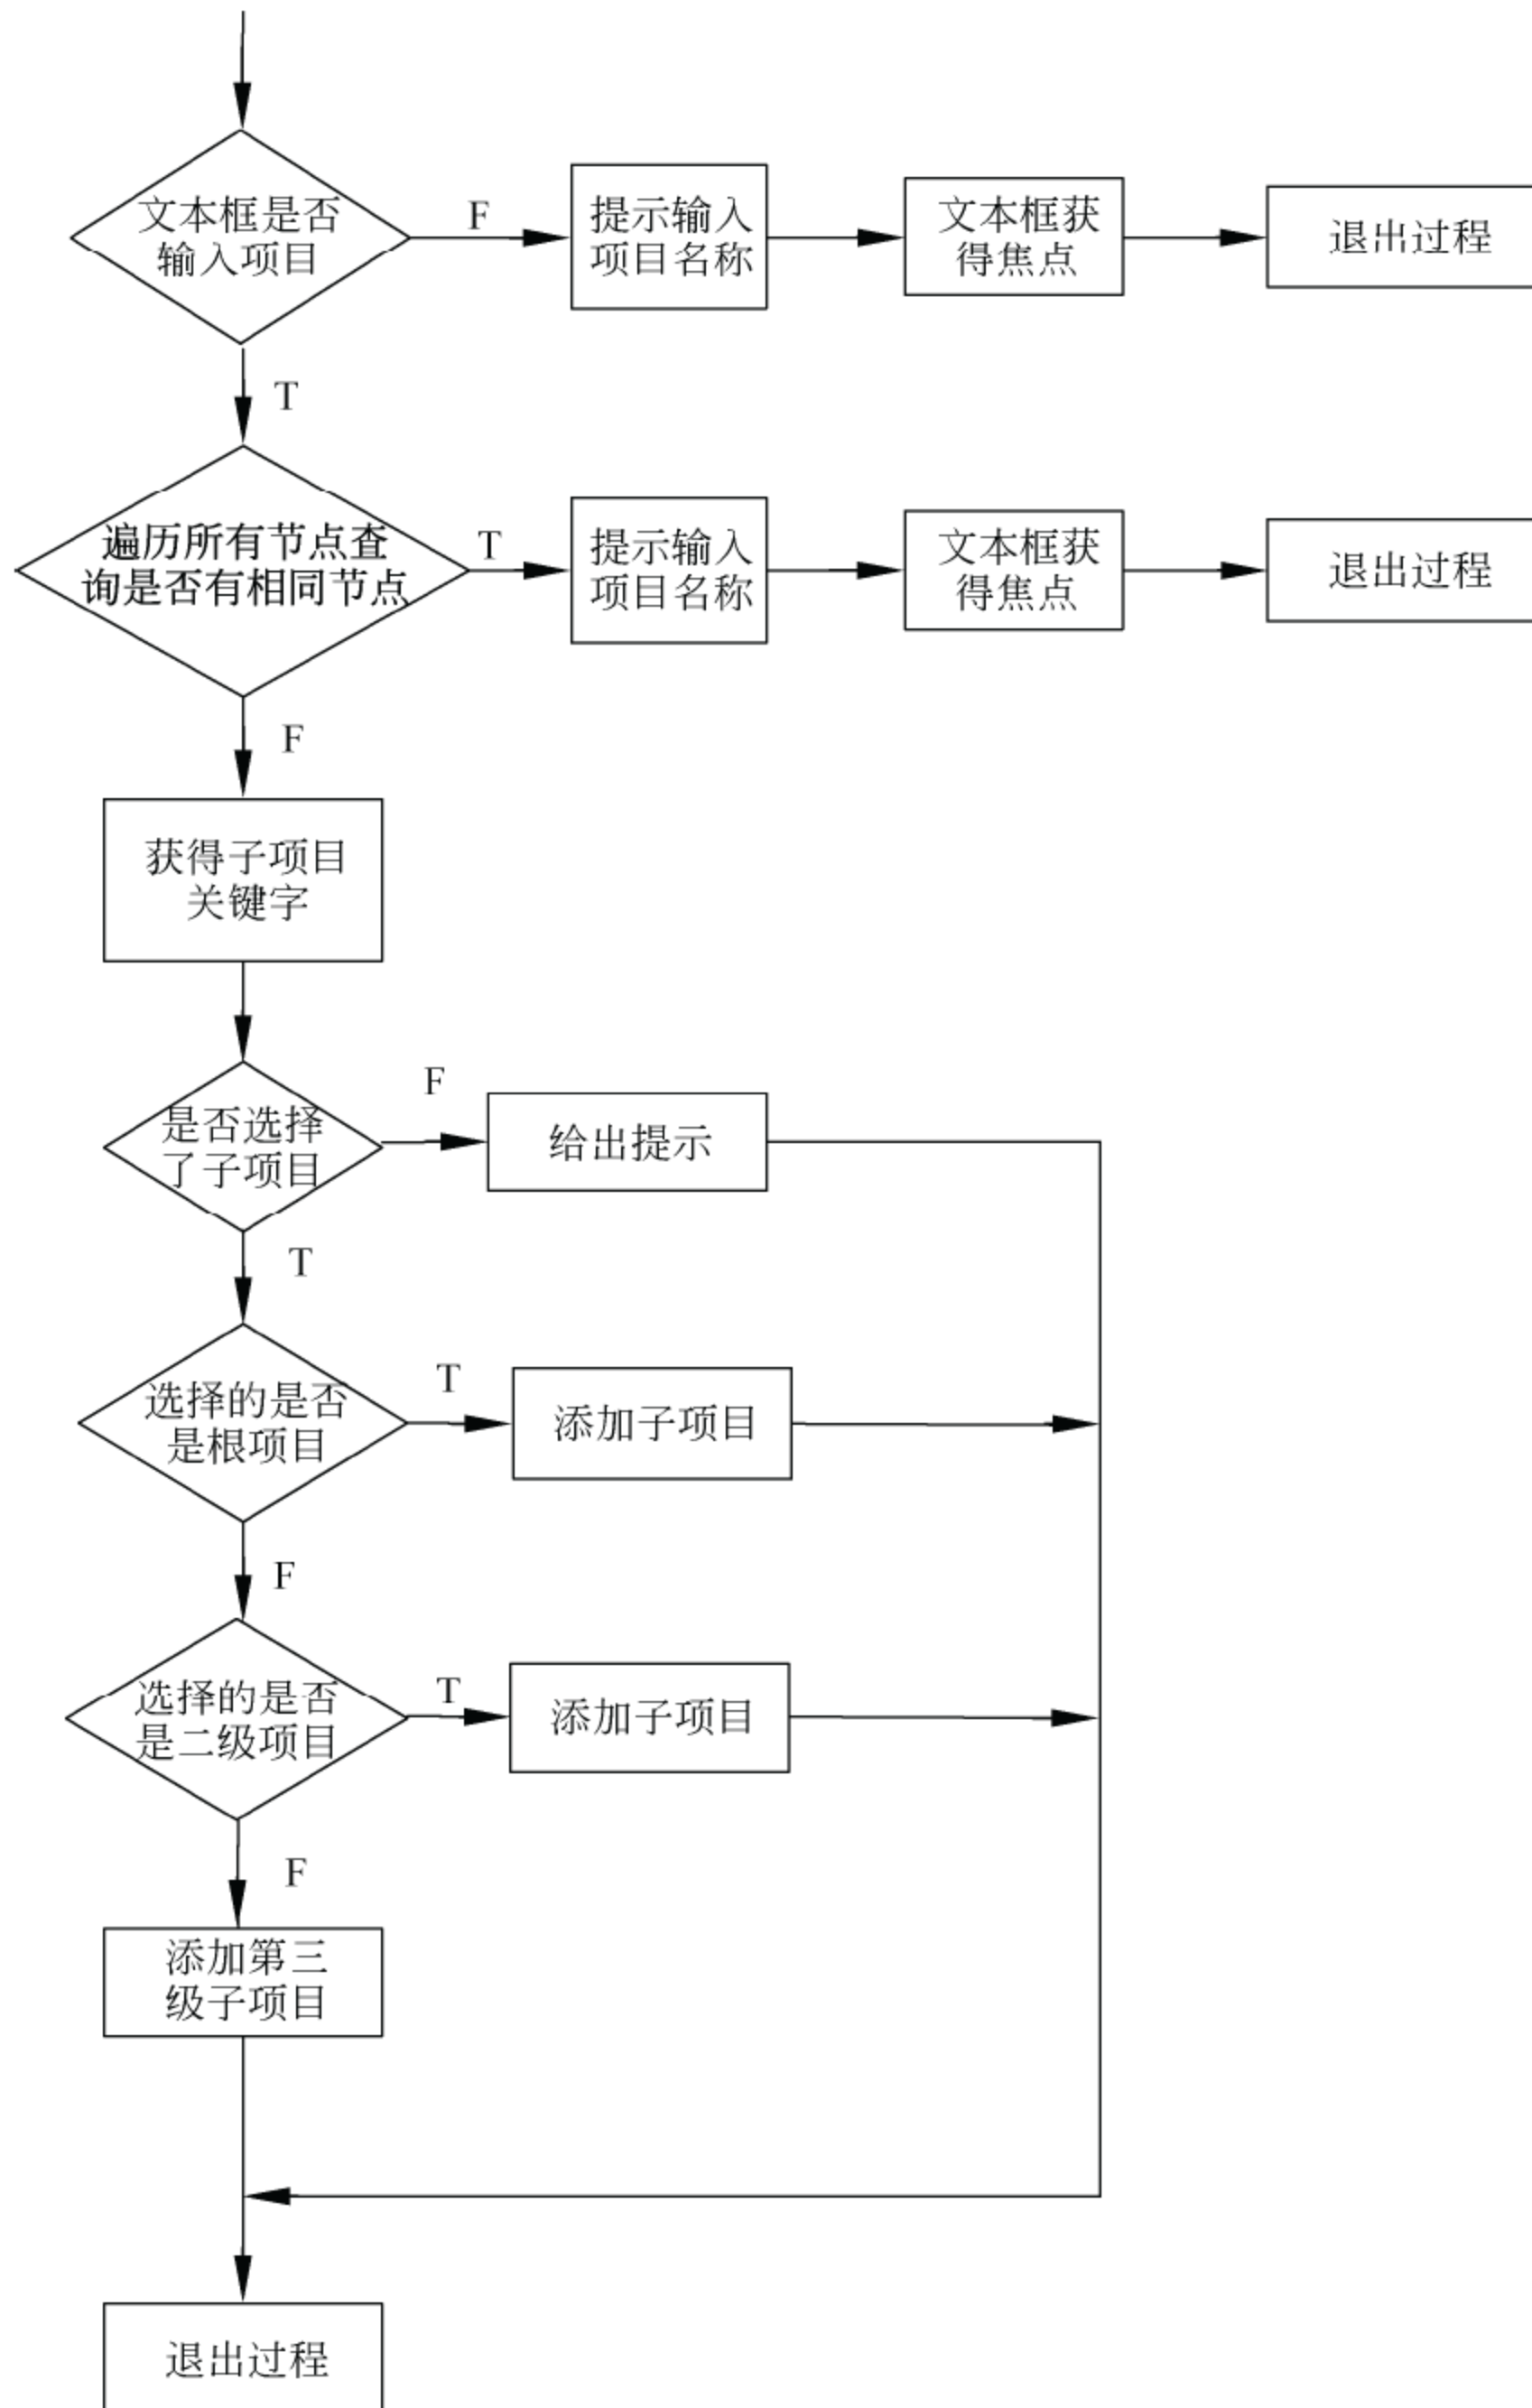 文本框是否
输入项目
F
提示输入
项目名称
文本框获
得焦点
退出过程
T
遍历所有节点查
询是否有相同节点
T
提示输入
项目名称
文本框获
得焦点
退出过程
F
获得子项目
关键字
是否选择
了子项目
F
给出提示
T
选择的是否
是根项目
T
添加子项目
F
选择的是否
是二级项目
T
添加子项目
F
添加第三
级子项目
退出过程